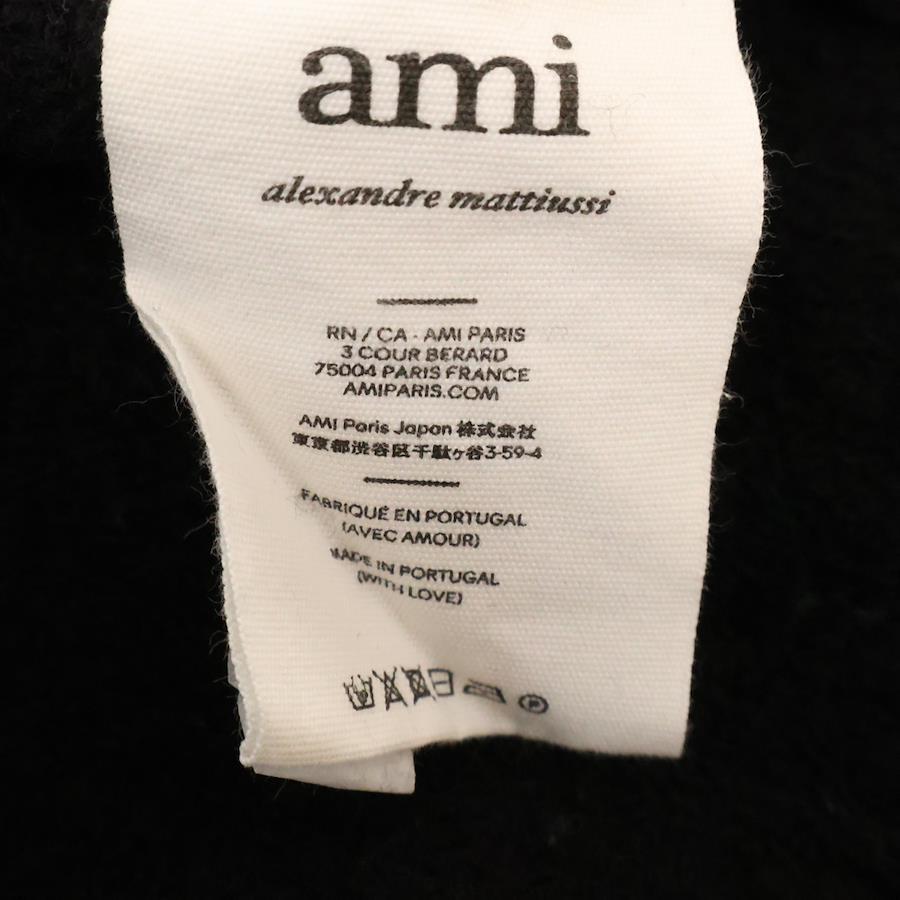 ami
alexandre mattiussi
RN / CA - AMI PARIS
3 COUR BERARD
75004 PARIS FRANCE
AMIPARIS.COM
AMI Paris Japan 株式会社
東京都渋谷区千駄ヶ谷3-59-4
FABRIQUÉ EN PORTUGAL
(AVEC AMOUR)
MADE IN PORTUGAL
(WITH LOVE)
P